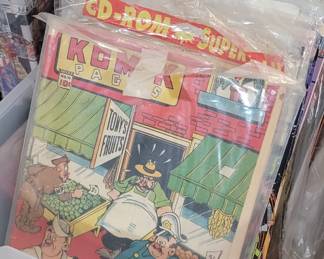 CD-ROM
SUPER
KOMIK
PAGES
10¢
TONY'S
FRUITS